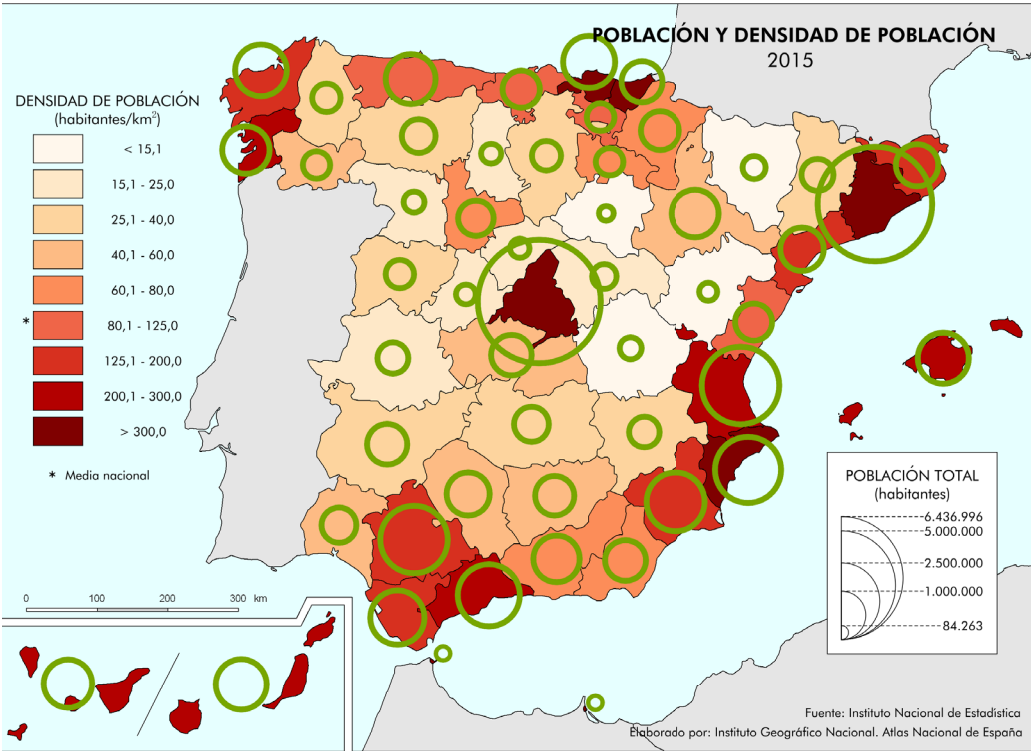 POBLACIÓN Y DENSIDAD DE POBLACIÓN
2015
DENSIDAD DE POBLACIÓN
(habitantes/km²)
< 15,1
15,1 - 25,0
25,1 - 40,0
40,1 - 60,0
60,1 - 80,0
* 80,1 - 125,0
125,1 - 200,0
200,1 - 300,0
> 300,0
* Media nacional
POBLACIÓN TOTAL
(habitantes)
6.436.996
5.000.000
2.500.000
1.000.000
84.263
0 100 200 300 km
Fuente: Instituto Nacional de Estadística
Elaborado por: Instituto Geográfico Nacional. Atlas Nacional de España